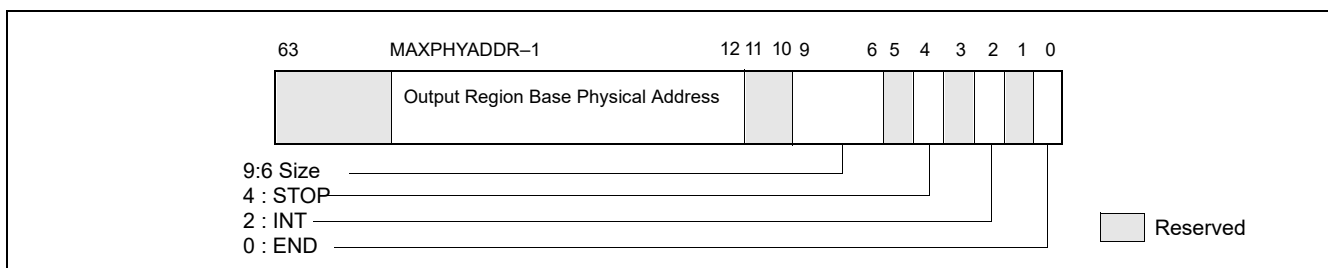 63 MAXPHYADDR–1 12 11 10 9 6 5 4 3 2 1 0
Output Region Base Physical Address
9:6 Size
4 : STOP
2 : INT
0 : END
Reserved